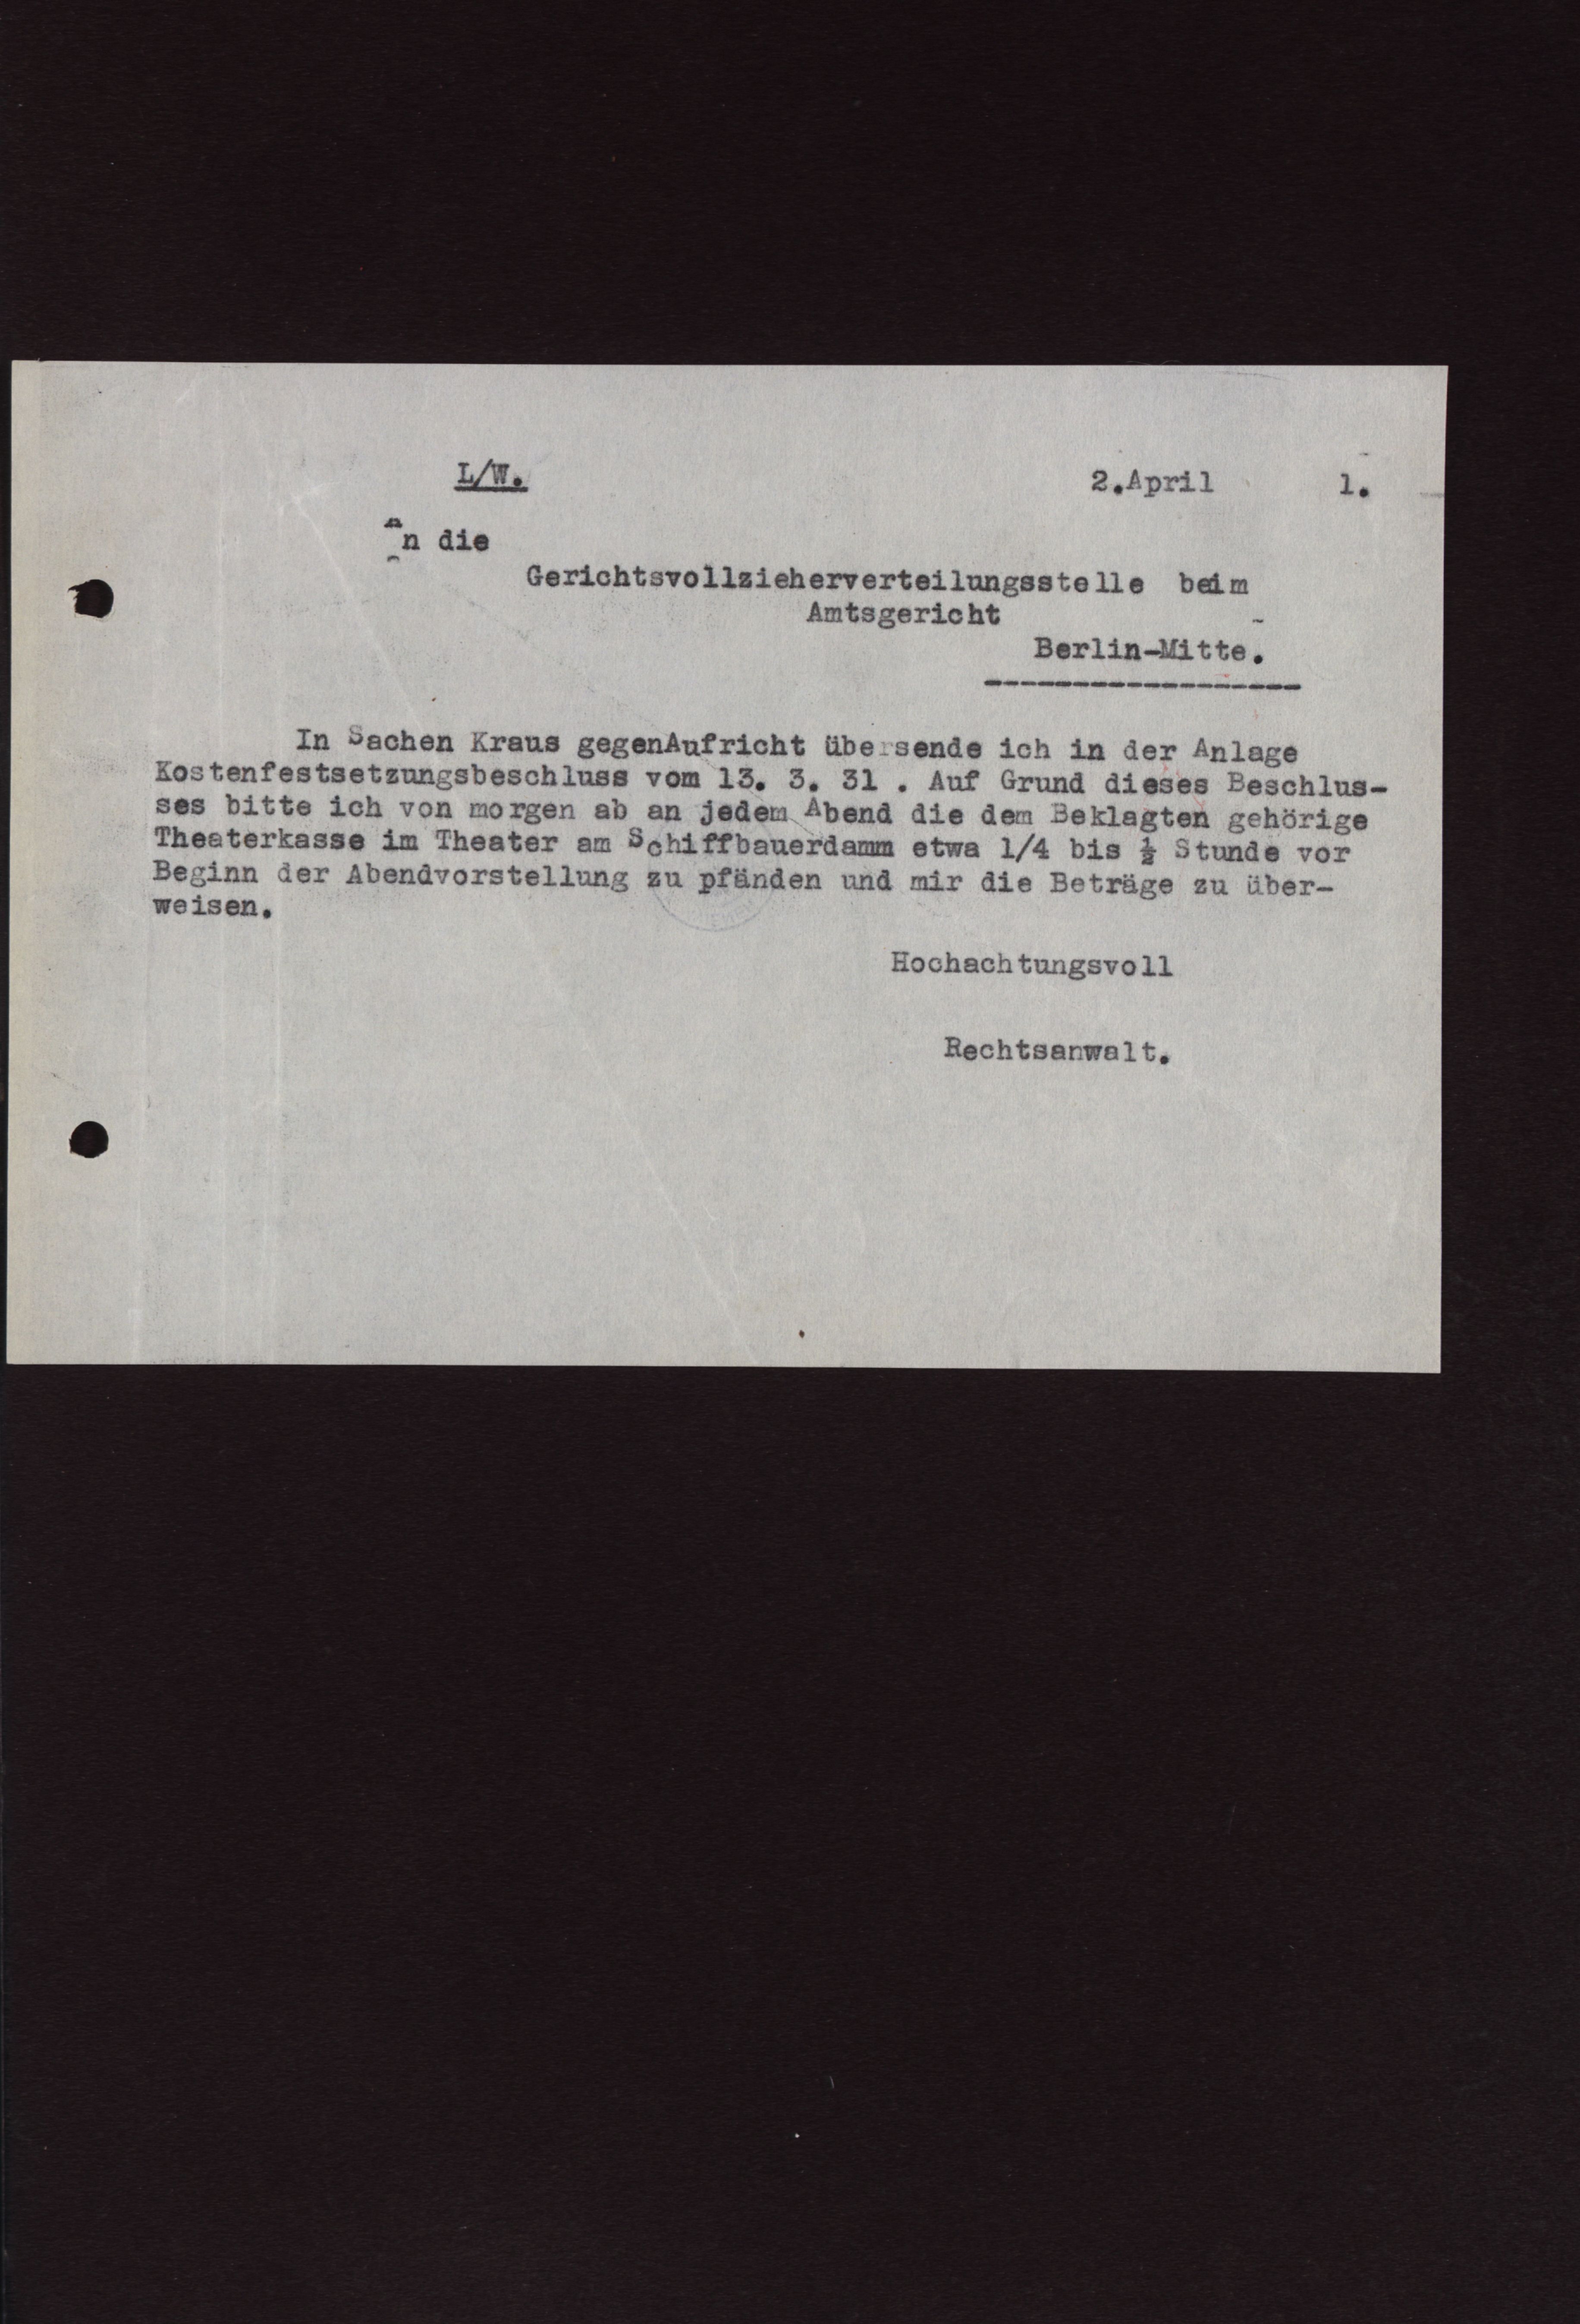 L/W. 2.April 1.
An die
Gerichtsvollzieherverteilungsstelle beim
Amtsgericht
Berlin-Mitte.
In Sachen Kraus gegenAufricht übersende ich in der Anlage
Kostenfestsetzungsbeschluss vom 13. 3. 31 . Auf Grund dieses Beschlus-
ses bitte ich von morgen ab an jedem Abend die dem Beklagten gehörige
Theaterkasse im Theater am Schiffbauerdamm etwa 1/4 bis ½ Stunde vor
Beginn der Abendvorstellung zu pfänden und mir die Beträge zu über-
weisen.
Hochachtungsvoll
Rechtsanwalt.